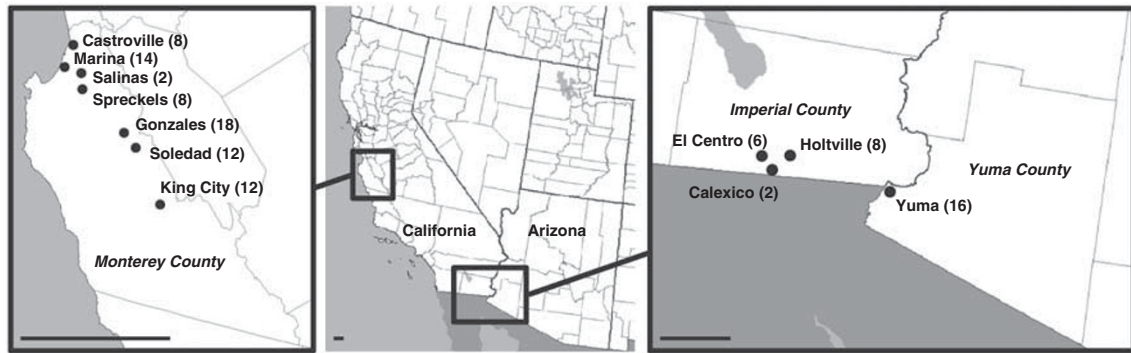 Castroville (8)
Marina (14)
Salinas (2)
Spreckels (8)
Gonzales (18)
Soledad (12)
King City (12)
Monterey County
California
Arizona
Imperial County
El Centro (6)
Holtville (8)
Calexico (2)
Yuma County
Yuma (16)